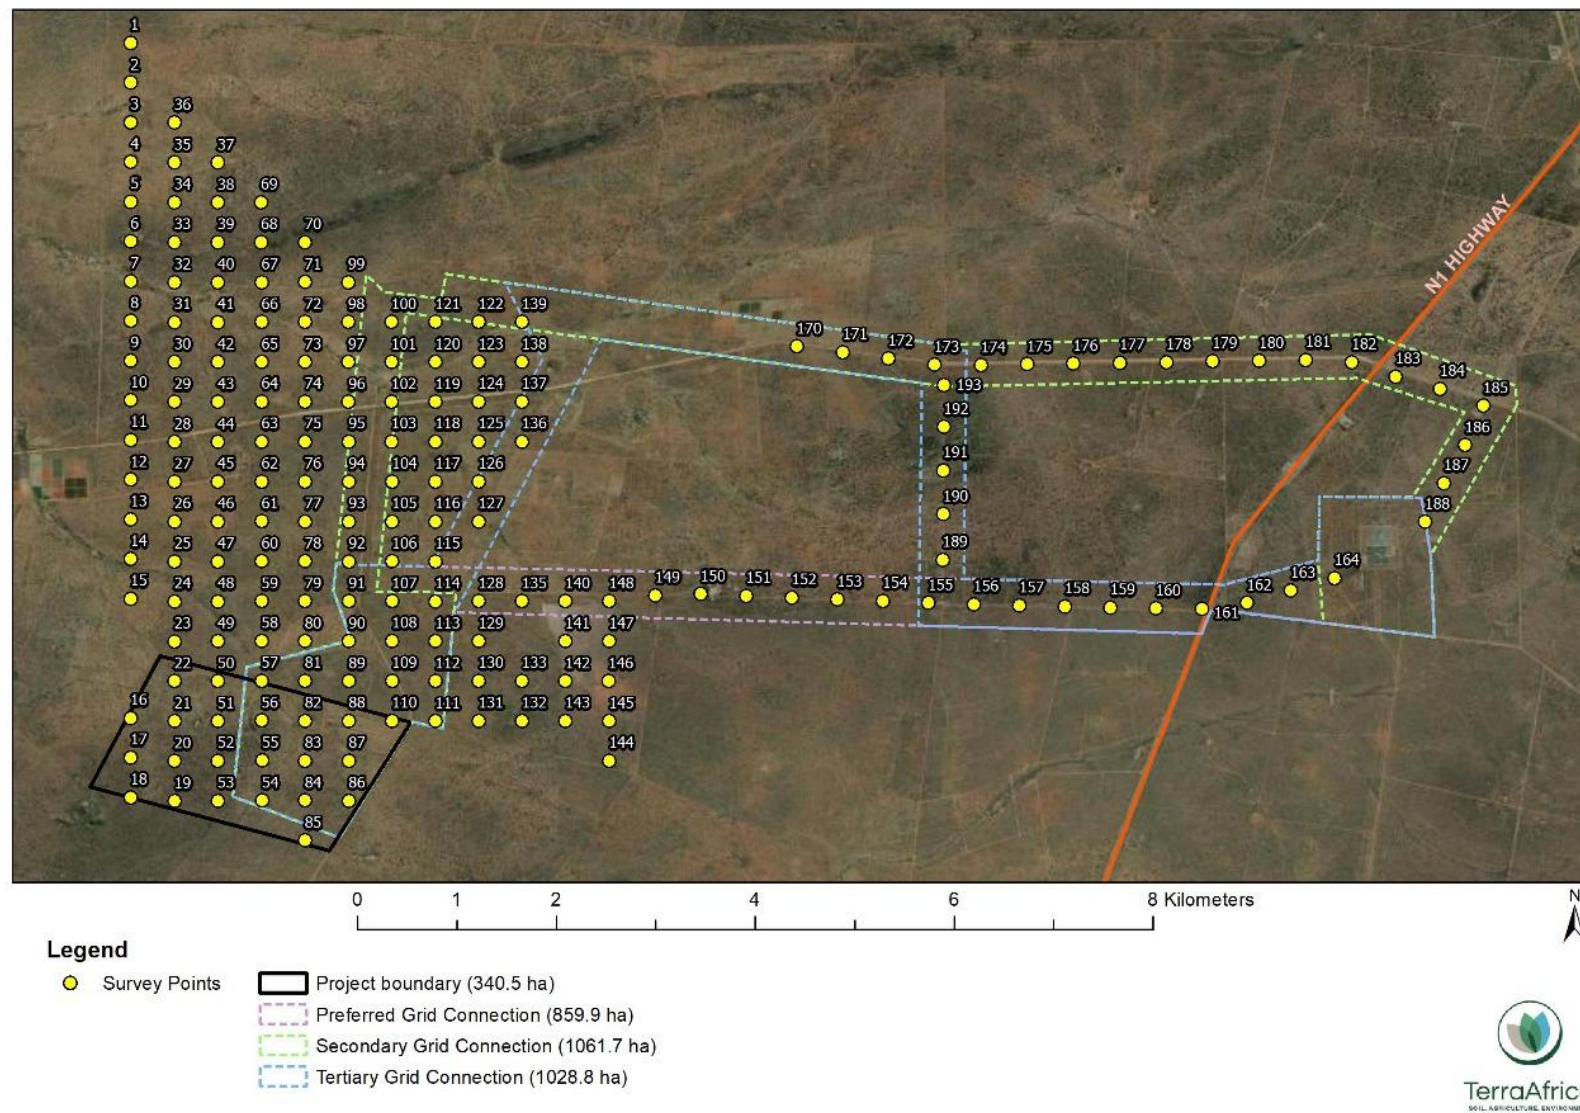 1
2
3 36
4 35 37
5 34 38 69
6 33 39 68 70
N1 HIGHWAY
7 32 40 67 71 99
8 31 41 66 72 98 100 121 122 139
170 171 172 173 174 175 176 177 178 179 180 181 182 183 184 185
9 30 42 65 73 97 101 120 123 138
10 29 43 64 74 96 102 119 124 137 193
11 28 44 63 75 95 103 118 125 136 192 186
12 27 45 62 76 94 104 117 126 191 187
13 26 46 61 77 93 105 116 127 190 188
14 25 47 60 78 92 106 115 189 164
15 24 48 59 79 91 107 114 128 135 140 148 149 150 151 152 153 154 155 156 157 158 159 160 161 162 163
23 49 58 80 90 108 113 129 141 147
22 50 57 81 89 109 112 130 133 142 146
16 21 51 56 82 88 110 111 131 132 143 145
17 20 52 55 83 87 144
18 19 53 54 84 86
85
0 1 2 4 6 8 Kilometers
N
Legend
Survey Points
Project boundary (340.5 ha)
Preferred Grid Connection (859.9 ha)
Secondary Grid Connection (1061.7 ha)
Tertiary Grid Connection (1028.8 ha)
TerraAfric
SOIL, AGRICULTURE, ENVIRONM